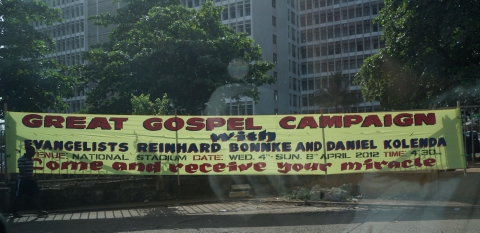 GREAT GOSPEL CAMPAIGN
with
EVANGELISTS REINHARD BONNKE AND DANIEL KOLENDA
VENUE: NATIONAL STADIUM DATE: WED. 4TH-SUN. 8TH APRIL 2012 TIME: 4:30
Come and receive your miracle